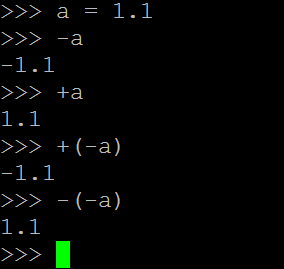 >>> a = 1.1
>>> -a
-1.1
>>> +a
1.1
>>> +(-a)
-1.1
>>> -(-a)
1.1
>>>